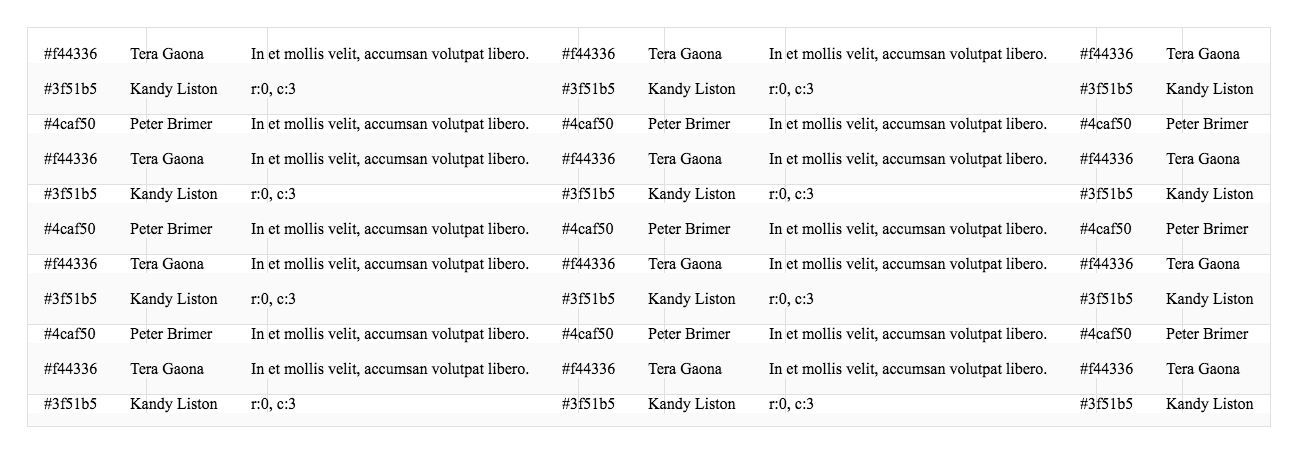 #f44336 Tera Gaona In et mollis velit, accumsan volutpat libero. #f44336 Tera Gaona In et mollis velit, accumsan volutpat libero. #f44336 Tera Gaona
#3f51b5 Kandy Liston r:0, c:3 #3f51b5 Kandy Liston r:0, c:3 #3f51b5 Kandy Liston
#4caf50 Peter Brimer In et mollis velit, accumsan volutpat libero. #4caf50 Peter Brimer In et mollis velit, accumsan volutpat libero. #4caf50 Peter Brimer
#f44336 Tera Gaona In et mollis velit, accumsan volutpat libero. #f44336 Tera Gaona In et mollis velit, accumsan volutpat libero. #f44336 Tera Gaona
#3f51b5 Kandy Liston r:0, c:3 #3f51b5 Kandy Liston r:0, c:3 #3f51b5 Kandy Liston
#4caf50 Peter Brimer In et mollis velit, accumsan volutpat libero. #4caf50 Peter Brimer In et mollis velit, accumsan volutpat libero. #4caf50 Peter Brimer
#f44336 Tera Gaona In et mollis velit, accumsan volutpat libero. #f44336 Tera Gaona In et mollis velit, accumsan volutpat libero. #f44336 Tera Gaona
#3f51b5 Kandy Liston r:0, c:3 #3f51b5 Kandy Liston r:0, c:3 #3f51b5 Kandy Liston
#4caf50 Peter Brimer In et mollis velit, accumsan volutpat libero. #4caf50 Peter Brimer In et mollis velit, accumsan volutpat libero. #4caf50 Peter Brimer
#f44336 Tera Gaona In et mollis velit, accumsan volutpat libero. #f44336 Tera Gaona In et mollis velit, accumsan volutpat libero. #f44336 Tera Gaona
#3f51b5 Kandy Liston r:0, c:3 #3f51b5 Kandy Liston r:0, c:3 #3f51b5 Kandy Liston